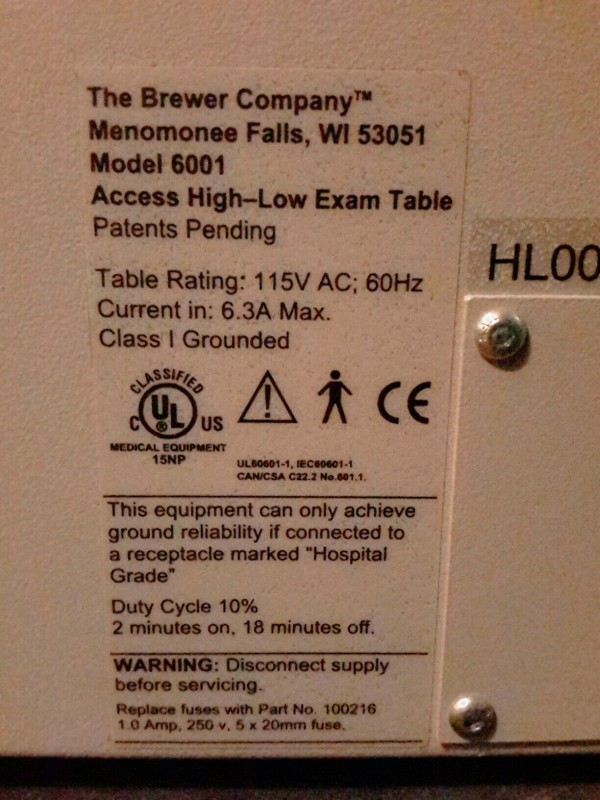 The Brewer Company™
Menomonee Falls, WI 53051
Model 6001
Access High–Low Exam Table
Patents Pending
HL00
Table Rating: 115V AC; 60Hz
Current in: 6.3A Max.
Class I Grounded
CLASSIFIED
C UL® US
CE
MEDICAL EQUIPMENT
15NP
UL60601-1, IEC60601-1
CAN/CSA C22.2 No.601.1.
This equipment can only achieve
ground reliability if connected to
a receptacle marked "Hospital
Grade"
Duty Cycle 10%
2 minutes on, 18 minutes off.
WARNING: Disconnect supply
before servicing.
Replace fuses with Part No. 100216
1.0 Amp, 250 v, 5 x 20mm fuse.